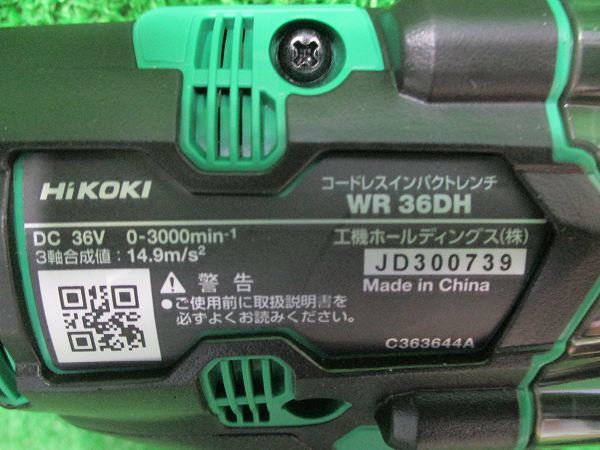 HiKOKI
コードレスインパクトレンチ
WR 36DH
DC 36V 0-3000min⁻¹
3軸合成値：14.9m/s²
工機ホールディングス(株)
JD300739
Made in China
警告
●ご使用前に取扱説明書を
必ずよくお読みください。
C363644A